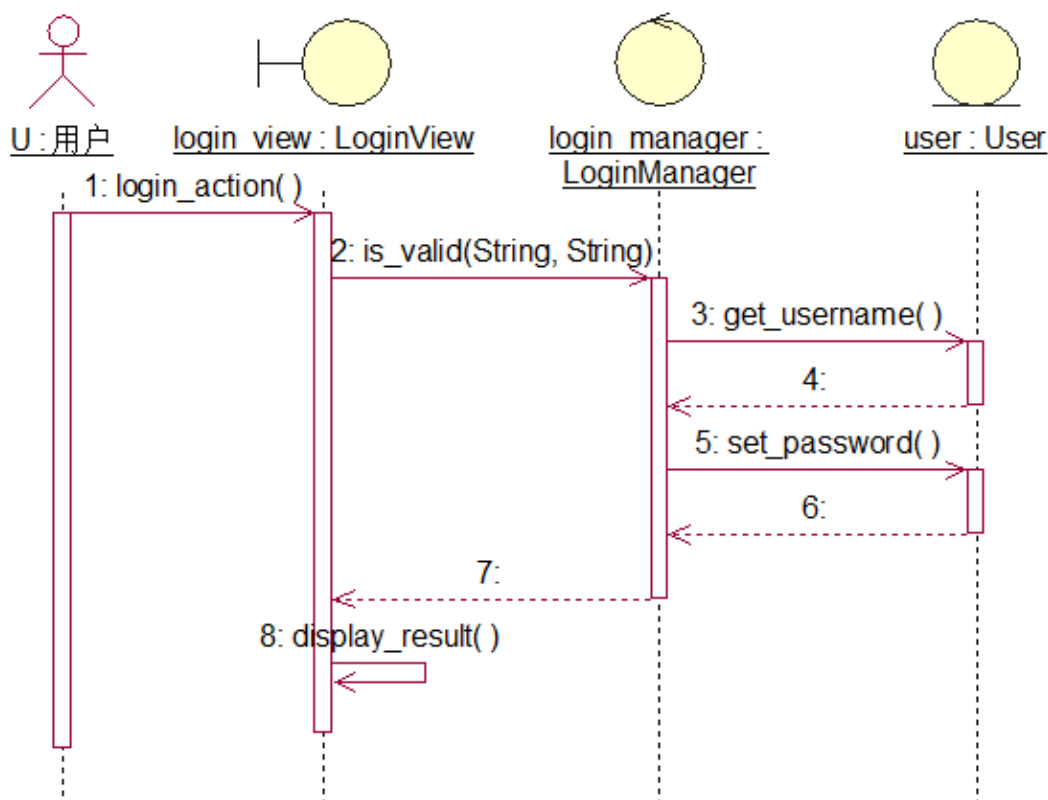 U : 用户
login_view : LoginView
login_manager :
LoginManager
user : User
1: login_action( )
2: is_valid(String, String)
3: get_username( )
4:
5: set_password( )
6:
7:
8: display_result( )